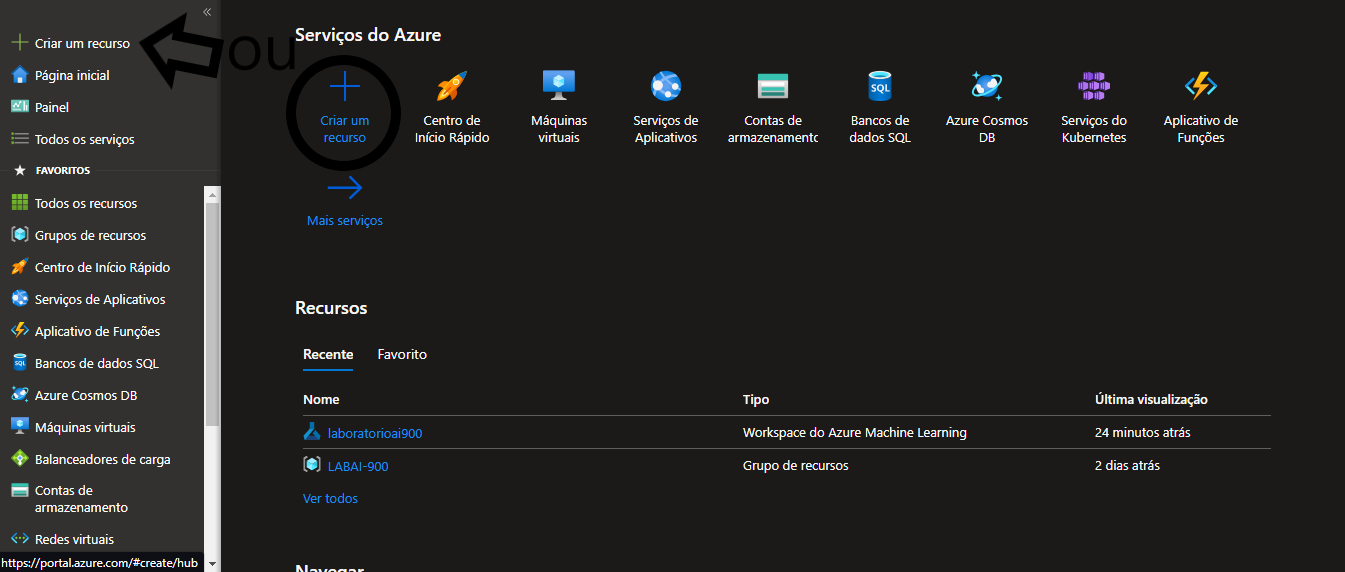 «
Criar um recurso
ou
Página inicial
Painel
Todos os serviços
FAVORITOS
Todos os recursos
Grupos de recursos
Centro de Início Rápido
Serviços de Aplicativos
Aplicativo de Funções
Bancos de dados SQL
Azure Cosmos DB
Máquinas virtuais
Balanceadores de carga
Contas de
armazenamento
Redes virtuais
https://portal.azure.com/#create/hub
Serviços do Azure
Criar um
recurso
Centro de
Início Rápido
Máquinas
virtuais
Serviços de
Aplicativos
Contas de
armazenamento
SQL
Bancos de
dados SQL
Azure Cosmos
DB
Serviços do
Kubernetes
Aplicativo de
Funções
Mais serviços
Recursos
Recente Favorito
Nome Tipo Última visualização
laboratorioai900 Workspace do Azure Machine Learning 24 minutos atrás
LABAI-900 Grupo de recursos 2 dias atrás
Ver todos
Navegar